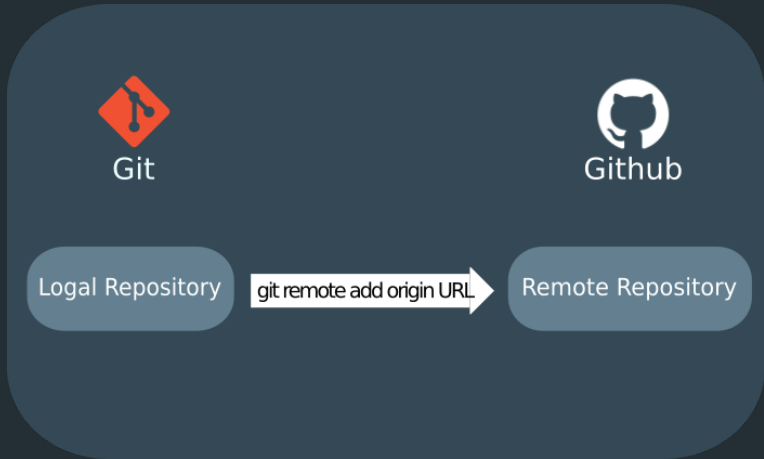 Git
Github
Logal Repository
git remote add origin URL
Remote Repository